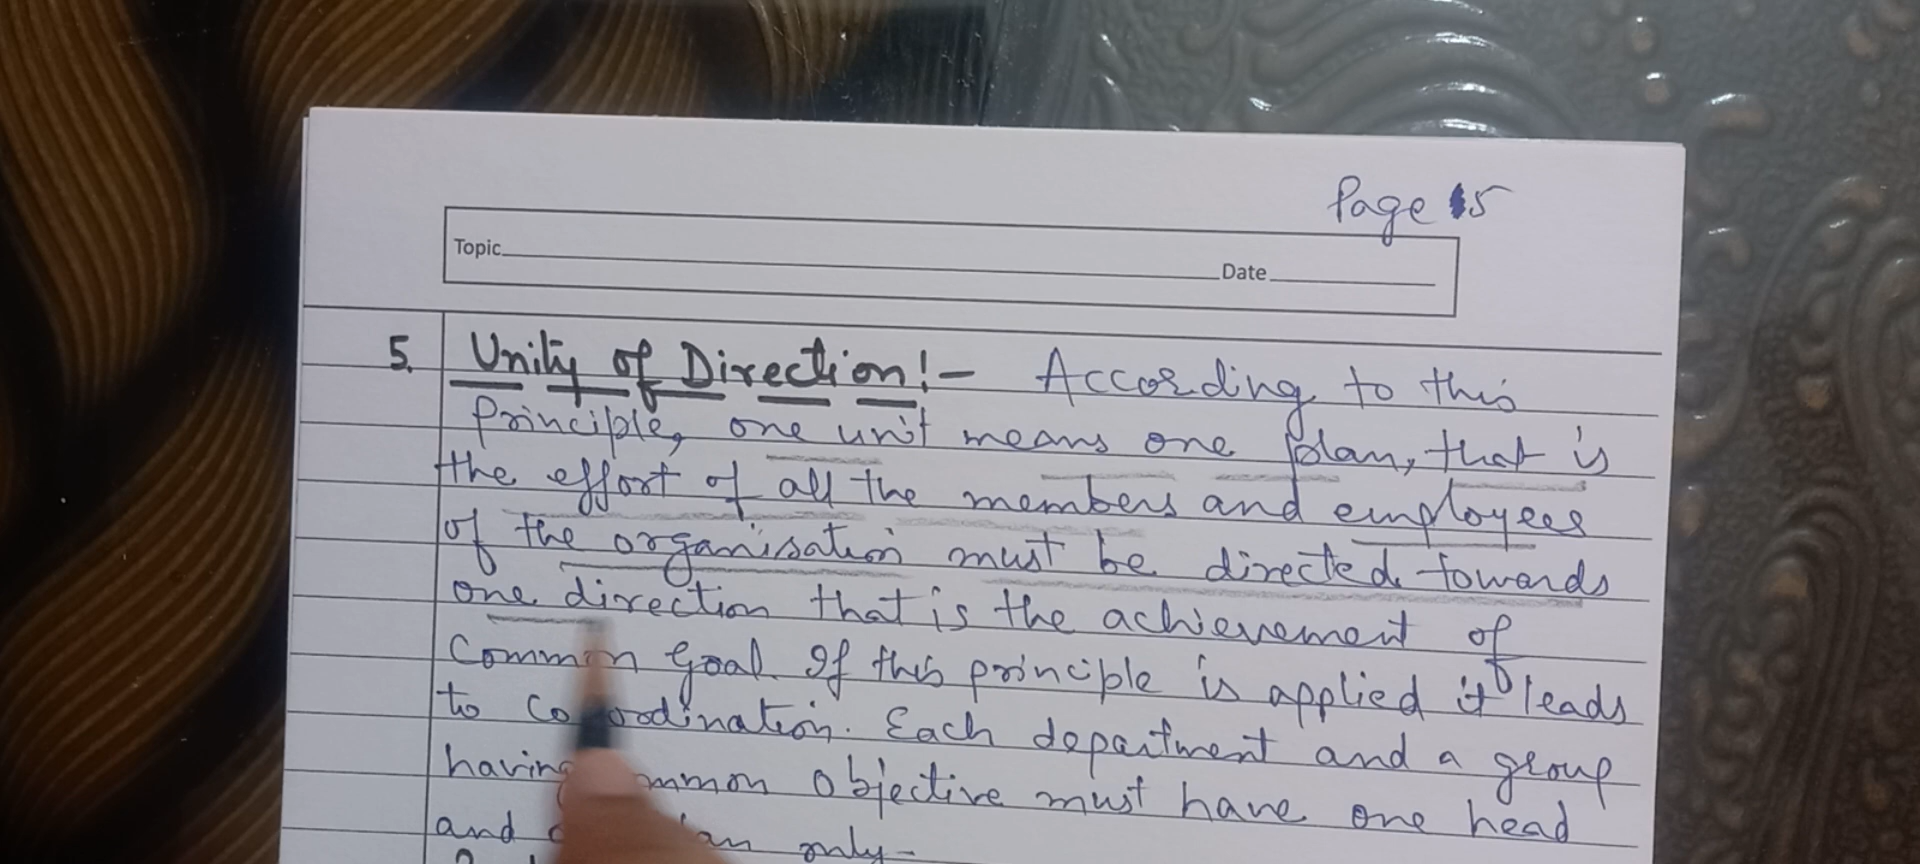 Page 5
Topic
Date
5. Unity of Direction:- According to this
principle, one unit means one plan, that is
the effort of all the members and employees
of the organisation must be directed towards
one direction that is the achievement of
common goal. If this principle is applied it leads
to coordination. Each department and a group
having common objective must have one head
and only-